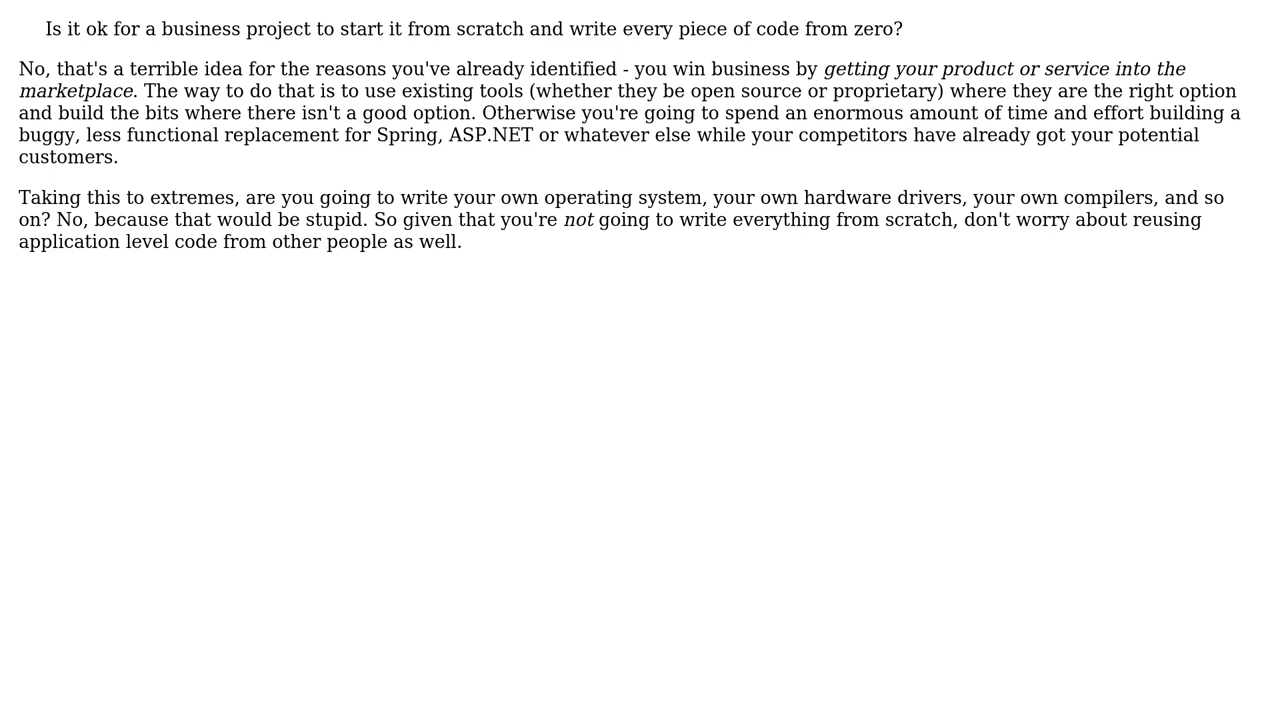 Is it ok for a business project to start it from scratch and write every piece of code from zero?
No, that's a terrible idea for the reasons you've already identified - you win business by getting your product or service into the
marketplace. The way to do that is to use existing tools (whether they be open source or proprietary) where they are the right option
and build the bits where there isn't a good option. Otherwise you're going to spend an enormous amount of time and effort building a
buggy, less functional replacement for Spring, ASP.NET or whatever else while your competitors have already got your potential
customers.
Taking this to extremes, are you going to write your own operating system, your own hardware drivers, your own compilers, and so
on? No, because that would be stupid. So given that you're not going to write everything from scratch, don't worry about reusing
application level code from other people as well.